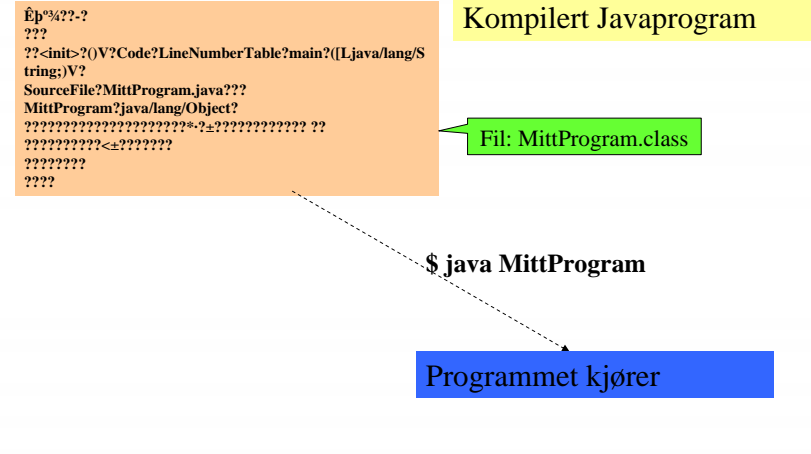 Kompilert Javaprogram
Êþº¾??-?
???
??<init>?()V?Code?LineNumberTable?main?([Ljava/lang/S
tring;)V?
SourceFile?MittProgram.java???
MittProgram?java/lang/Object?
?????????????????????*·?±???????????? ??
??????????<±???????
????????
????
Fil: MittProgram.class
$ java MittProgram
Programmet kjører